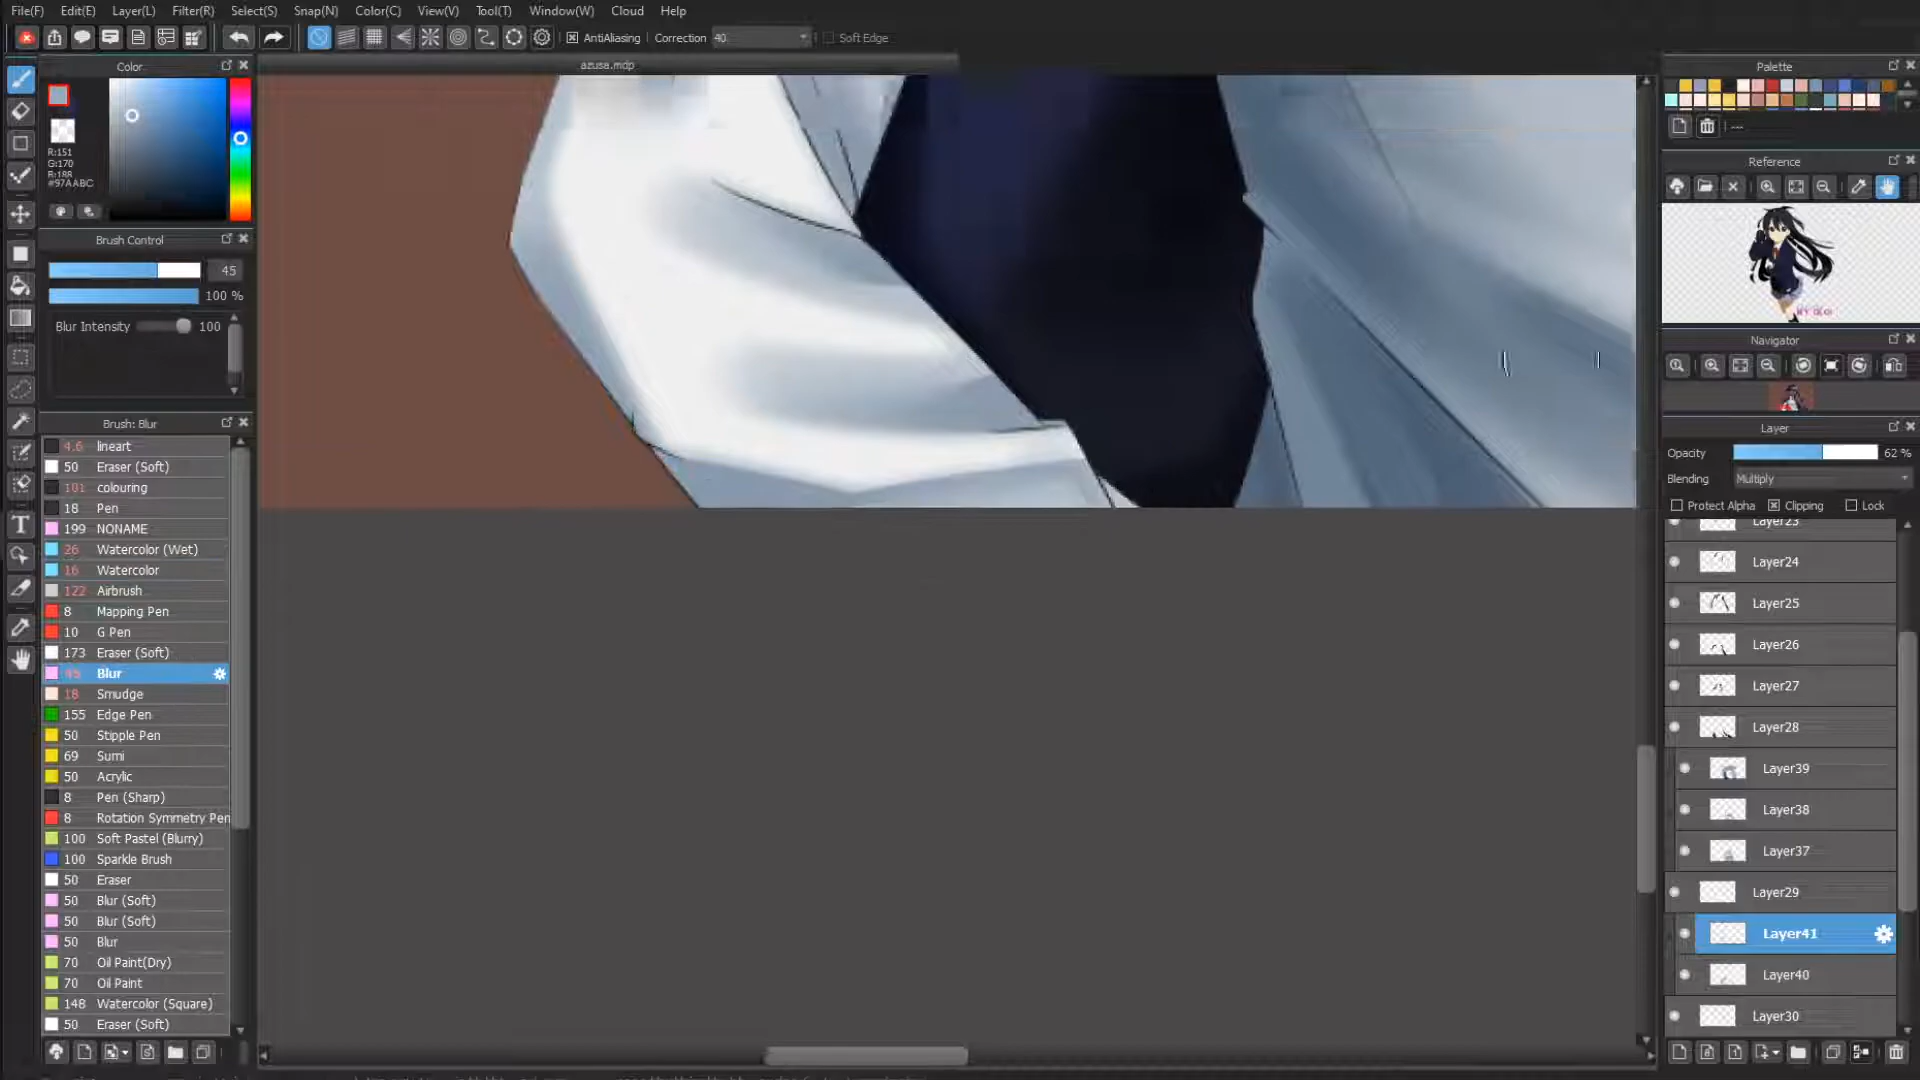 File(F) Edit(E) Layer(L) Filter(R) Select(S) Snap(N) Color(C) View(V) Tool(T) Window(W) Cloud Help
AntiAliasing Correction 40 Soft Edge
azusa.mdp
Color
R:151
G:170
B:188
#97AABC
Brush Control
45
100 %
Blur Intensity 100
Brush: Blur
4.6 lineart
50 Eraser (Soft)
101 colouring
18 Pen
199 NONAME
26 Watercolor (Wet)
16 Watercolor
122 Airbrush
8 Mapping Pen
10 G Pen
173 Eraser (Soft)
45 Blur
18 Smudge
155 Edge Pen
50 Stipple Pen
69 Sumi
50 Acrylic
8 Pen (Sharp)
8 Rotation Symmetry Pen
100 Soft Pastel (Blurry)
100 Sparkle Brush
50 Eraser
50 Blur (Soft)
50 Blur (Soft)
50 Blur
70 Oil Paint(Dry)
70 Oil Paint
148 Watercolor (Square)
50 Eraser (Soft)
Palette
---
Reference
Navigator
Layer
Opacity 62 %
Blending Multiply
Protect Alpha Clipping Lock
Layer23
Layer24
Layer25
Layer26
Layer27
Layer28
Layer39
Layer38
Layer37
Layer29
Layer41
Layer40
Layer30